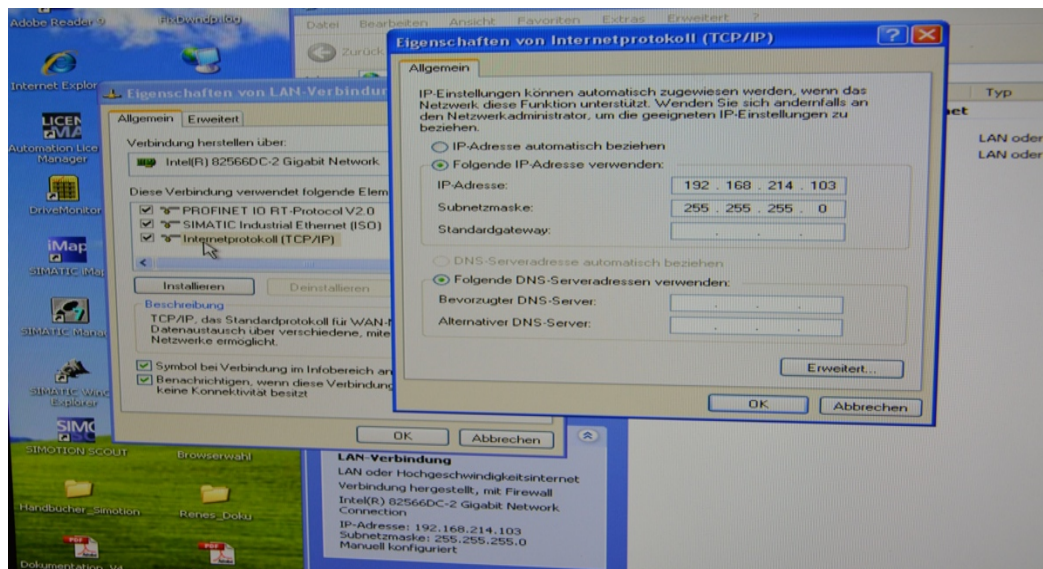 Adobe Reader 9
Internet Explor
LICEN
Automation Lice
Manager
DriveMonitor
iMap
SIMATIC iMap
SIMATIC Mana
SIMATIC WinC
Explorer
SIMO
SIMOTION SCOUT
Browserwahl
Handbücher_Simotion
Renes_Doku
PDF
PDF
Dokumentation_V4
Datei Bearbeiten Ansicht Favoriten Extras Erweitert ?
Zurück
Typ
LAN oder
LAN oder
Eigenschaften von LAN-Verbindun
Allgemein Erweitert
Verbindung herstellen über:
Intel(R) 82566DC-2 Gigabit Network
Diese Verbindung verwendet folgende Elem
PROFINET IO RT-Protocol V2.0
SIMATIC Industrial Ethernet (ISO)
Internetprotokoll (TCP/IP)
Installieren Deinstallieren
Beschreibung
TCP/IP, das Standardprotokoll für WAN-N
Datenaustausch über verschiedene, mite
Netzwerke ermöglicht.
Symbol bei Verbindung im Infobereich an
Benachrichtigen, wenn diese Verbindung
keine Konnektivität besitzt
OK Abbrechen
Eigenschaften von Internetprotokoll (TCP/IP)
Allgemein
IP-Einstellungen können automatisch zugewiesen werden, wenn das
Netzwerk diese Funktion unterstützt. Wenden Sie sich andernfalls an
den Netzwerkadministrator, um die geeigneten IP-Einstellungen zu
beziehen.
IP-Adresse automatisch beziehen
Folgende IP-Adresse verwenden:
IP-Adresse: 192 . 168 . 214 . 103
Subnetzmaske: 255 . 255 . 255 . 0
Standardgateway: . . .
DNS-Serveradresse automatisch beziehen
Folgende DNS-Serveradressen verwenden:
Bevorzugter DNS-Server: . . .
Alternativer DNS-Server: . . .
Erweitert...
OK Abbrechen
LAN-Verbindung
LAN oder Hochgeschwindigkeitsinternet
Verbindung hergestellt, mit Firewall
Intel(R) 82566DC-2 Gigabit Network
Connection
IP-Adresse: 192.168.214.103
Subnetzmaske: 255.255.255.0
Manuell konfiguriert